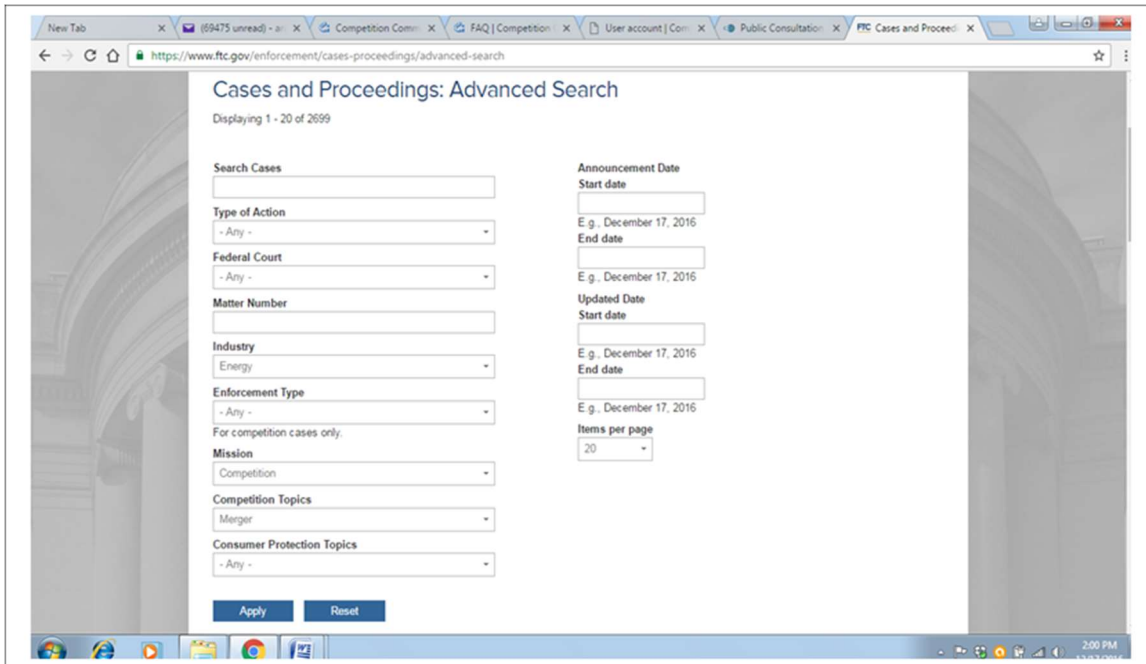 New Tab
(69475 unread) - ar
Competition Comm
FAQ | Competition
User account | Com
Public Consultation
FTC Cases and Proceedi
https://www.ftc.gov/enforcement/cases-proceedings/advanced-search
Cases and Proceedings: Advanced Search
Displaying 1 - 20 of 2699
Search Cases
Type of Action
- Any -
Federal Court
- Any -
Matter Number
Industry
Energy
Enforcement Type
- Any -
For competition cases only.
Mission
Competition
Competition Topics
Merger
Consumer Protection Topics
- Any -
Apply Reset
Announcement Date
Start date
E.g., December 17, 2016
End date
E.g., December 17, 2016
Updated Date
Start date
E.g., December 17, 2016
End date
E.g., December 17, 2016
Items per page
20
2:00 PM
12/17/2016